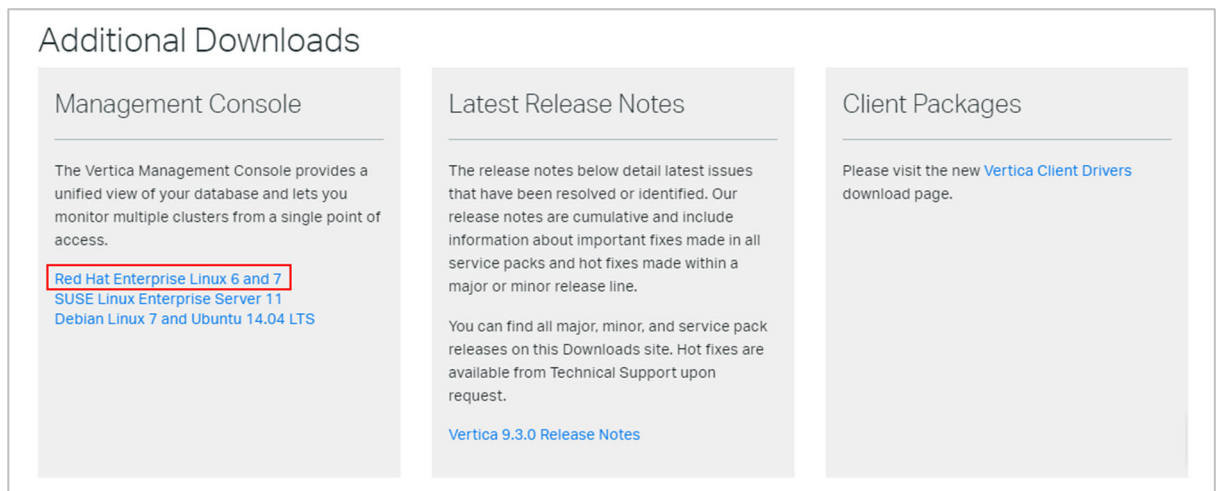 Additional Downloads
Management Console
The Vertica Management Console provides a
unified view of your database and lets you
monitor multiple clusters from a single point of
access.
Red Hat Enterprise Linux 6 and 7
SUSE Linux Enterprise Server 11
Debian Linux 7 and Ubuntu 14.04 LTS
Latest Release Notes
The release notes below detail latest issues
that have been resolved or identified. Our
release notes are cumulative and include
information about important fixes made in all
service packs and hot fixes made within a
major or minor release line.
You can find all major, minor, and service pack
releases on this Downloads site. Hot fixes are
available from Technical Support upon
request.
Vertica 9.3.0 Release Notes
Client Packages
Please visit the new Vertica Client Drivers
download page.